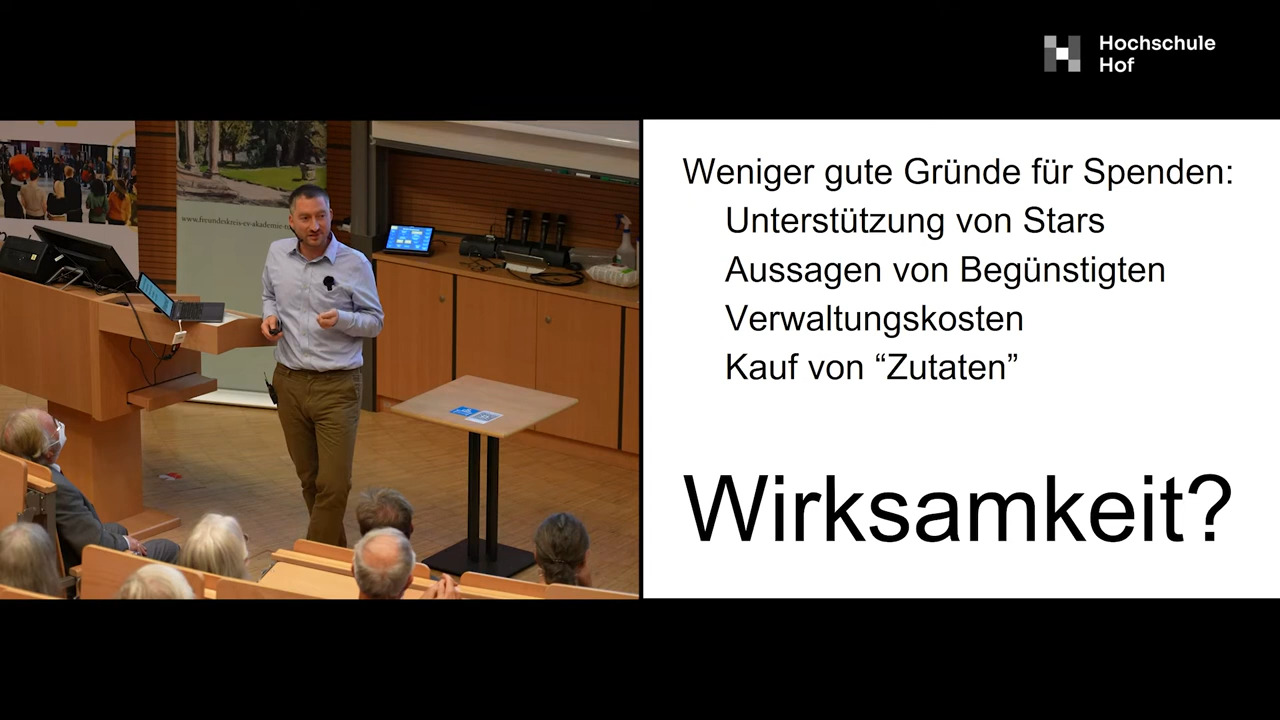 Hochschule
Hof
www.freundeskreis-ev-akademie-
Weniger gute Gründe für Spenden:
Unterstützung von Stars
Aussagen von Begünstigten
Verwaltungskosten
Kauf von “Zutaten”
Wirksamkeit?